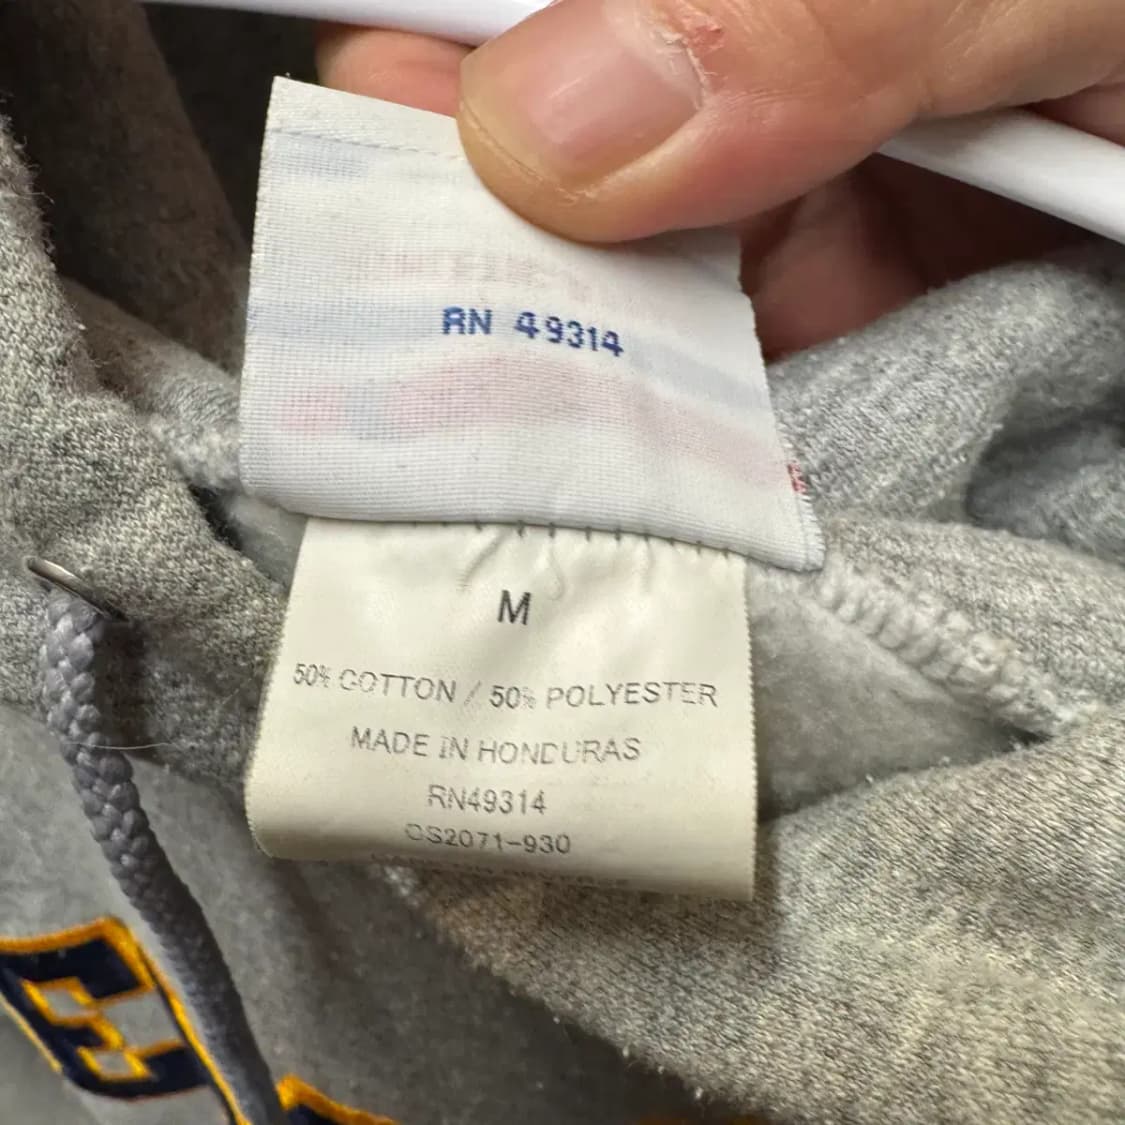 RN 49314
M
50% COTTON / 50% POLYESTER
MADE IN HONDURAS
RN49314
CS2071-930